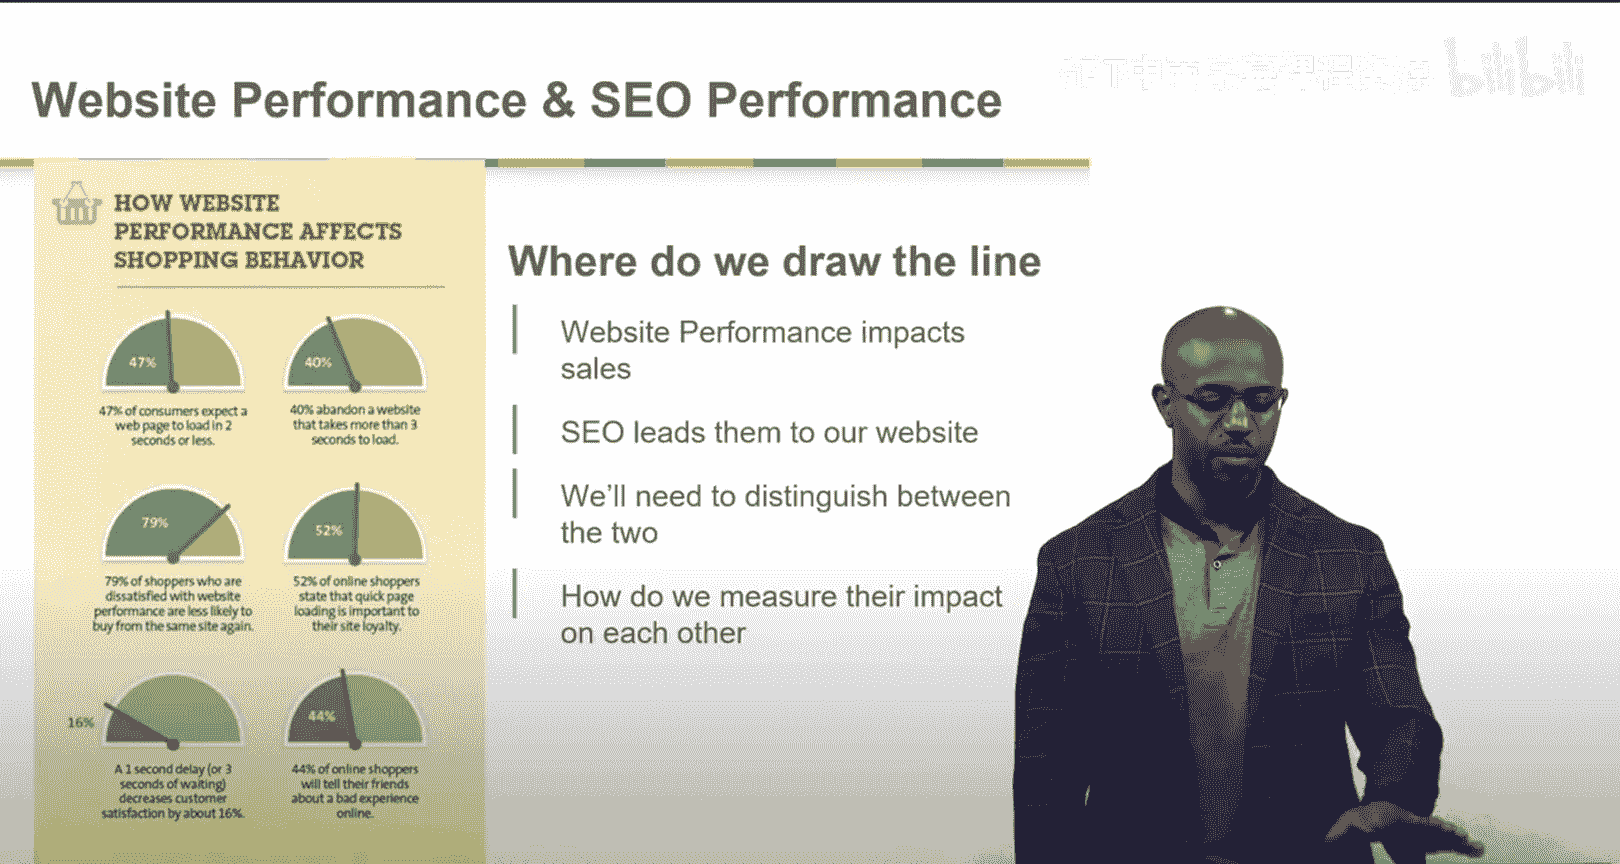 Website Performance & SEO Performance
bilibili
HOW WEBSITE
PERFORMANCE AFFECTS
SHOPPING BEHAVIOR
47%
47% of consumers expect a
web page to load in 2
seconds or less.
40%
40% abandon a website
that takes more than 3
seconds to load.
79%
79% of shoppers who are
dissatisfied with website
performance are less likely to
buy from the same site again.
52%
52% of online shoppers
state that quick page
loading is important to
their site loyalty.
16%
A 1 second delay (or 3
seconds of waiting)
decreases customer
satisfaction by about 16%.
44%
44% of online shoppers
will tell their friends
about a bad experience
online.
Where do we draw the line
Website Performance impacts
sales
SEO leads them to our website
We’ll need to distinguish between
the two
How do we measure their impact
on each other